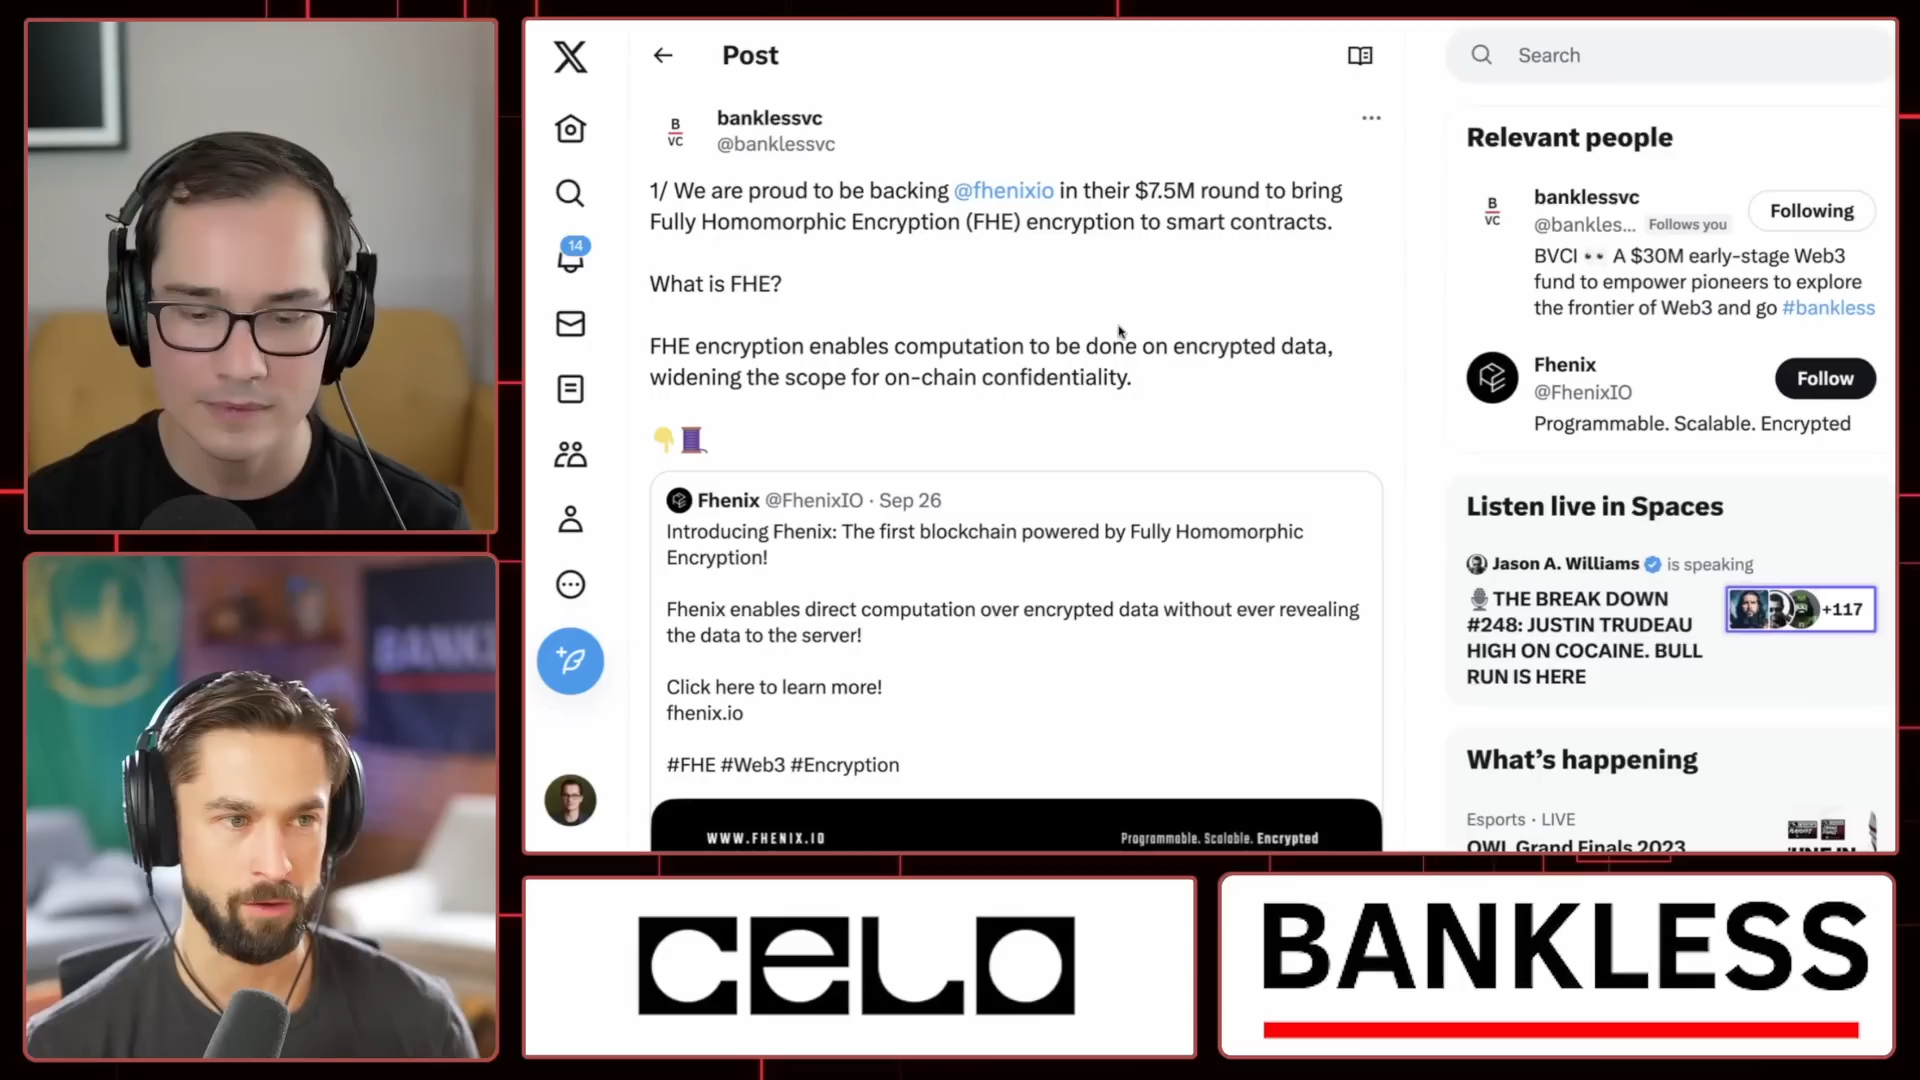 Post
Search
banklessvc
@banklessvc
1/ We are proud to be backing @fhenixio in their $7.5M round to bring
Fully Homomorphic Encryption (FHE) encryption to smart contracts.
What is FHE?
FHE encryption enables computation to be done on encrypted data,
widening the scope for on-chain confidentiality.
14
B
VC
Fhenix @FhenixIO · Sep 26
Introducing Fhenix: The first blockchain powered by Fully Homomorphic
Encryption!
Fhenix enables direct computation over encrypted data without ever revealing
the data to the server!
Click here to learn more!
fhenix.io
#FHE #Web3 #Encryption
WWW.FHENIX.IO
Programmable. Scalable. Encrypted
Relevant people
B
VC
banklessvc
@bankles... Follows you
Following
BVCI 👀 A $30M early-stage Web3
fund to empower pioneers to explore
the frontier of Web3 and go #bankless
Fhenix
@FhenixIO
Follow
Programmable. Scalable. Encrypted
Listen live in Spaces
Jason A. Williams is speaking
THE BREAK DOWN
#248: JUSTIN TRUDEAU
HIGH ON COCAINE. BULL
RUN IS HERE
+117
What's happening
Esports · LIVE
OWL Grand Finals 2023
BANK
celo
BANKLESS